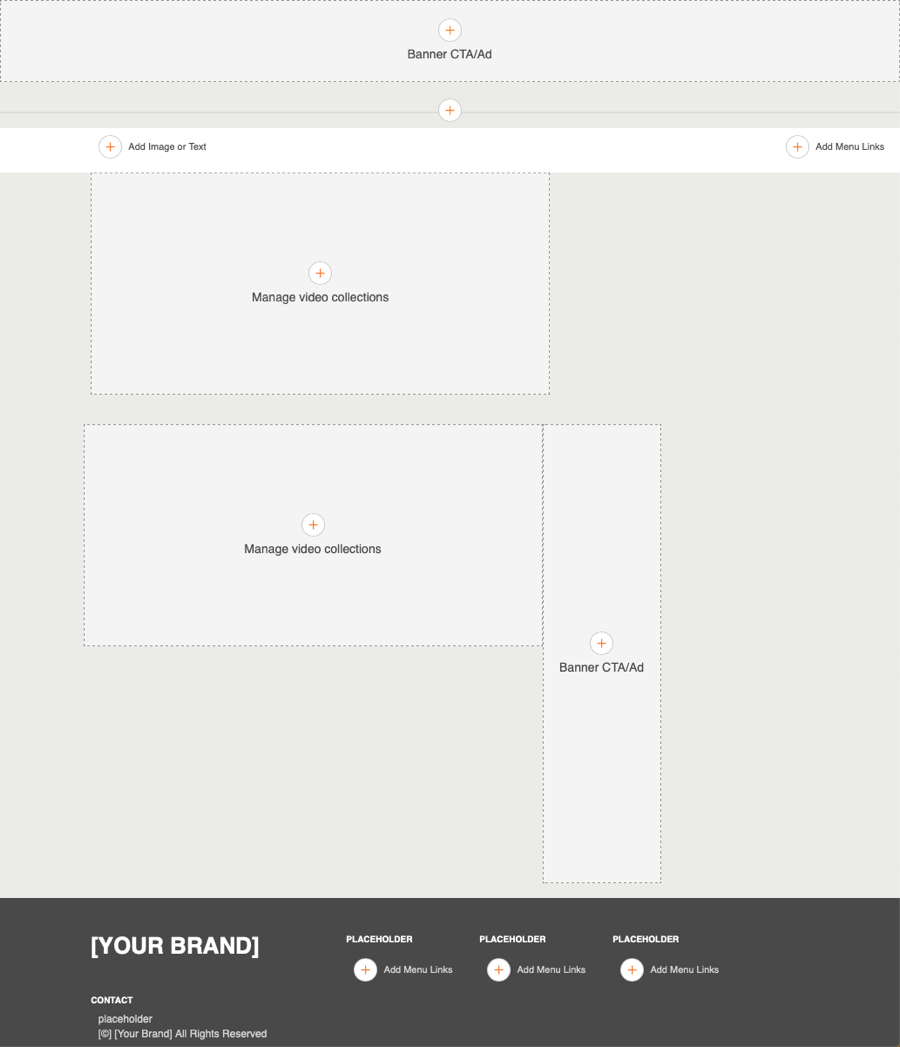 Banner CTA/Ad
Add Image or Text
Add Menu Links
Manage video collections
Manage video collections
Banner CTA/Ad
[YOUR BRAND]
PLACEHOLDER
PLACEHOLDER
PLACEHOLDER
Add Menu Links
Add Menu Links
Add Menu Links
CONTACT
placeholder
[©] [Your Brand] All Rights Reserved